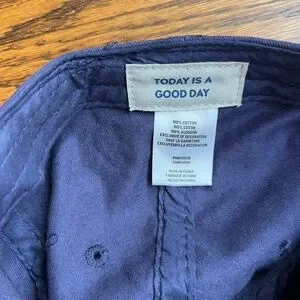 TODAY IS A
GOOD DAY
100% COTTON
100% COTON
100% ALGODÓN
EXCLUSIVE OF DECORATION
SAUF LA GARNITURE
EXCLUYENDO LA DECORACION
MADE IN CHINA
FABRIQUÉ EN CHINE
HECHO EN CHINA